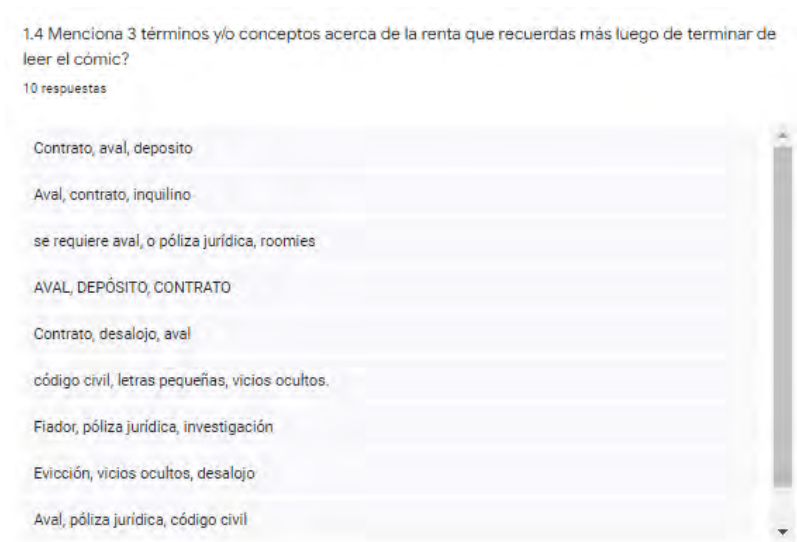 1.4 Menciona 3 términos y/o conceptos acerca de la renta que recuerdas más luego de terminar de
leer el cómic?
10 respuestas
Contrato, aval, deposito
Aval, contrato, inquilino
se requiere aval, o póliza jurídica, roomies
AVAL, DEPÓSITO, CONTRATO
Contrato, desalojo, aval
código civil, letras pequeñas, vicios ocultos.
Fiador, póliza jurídica, investigación
Evicción, vicios ocultos, desalojo
Aval, póliza jurídica, código civil